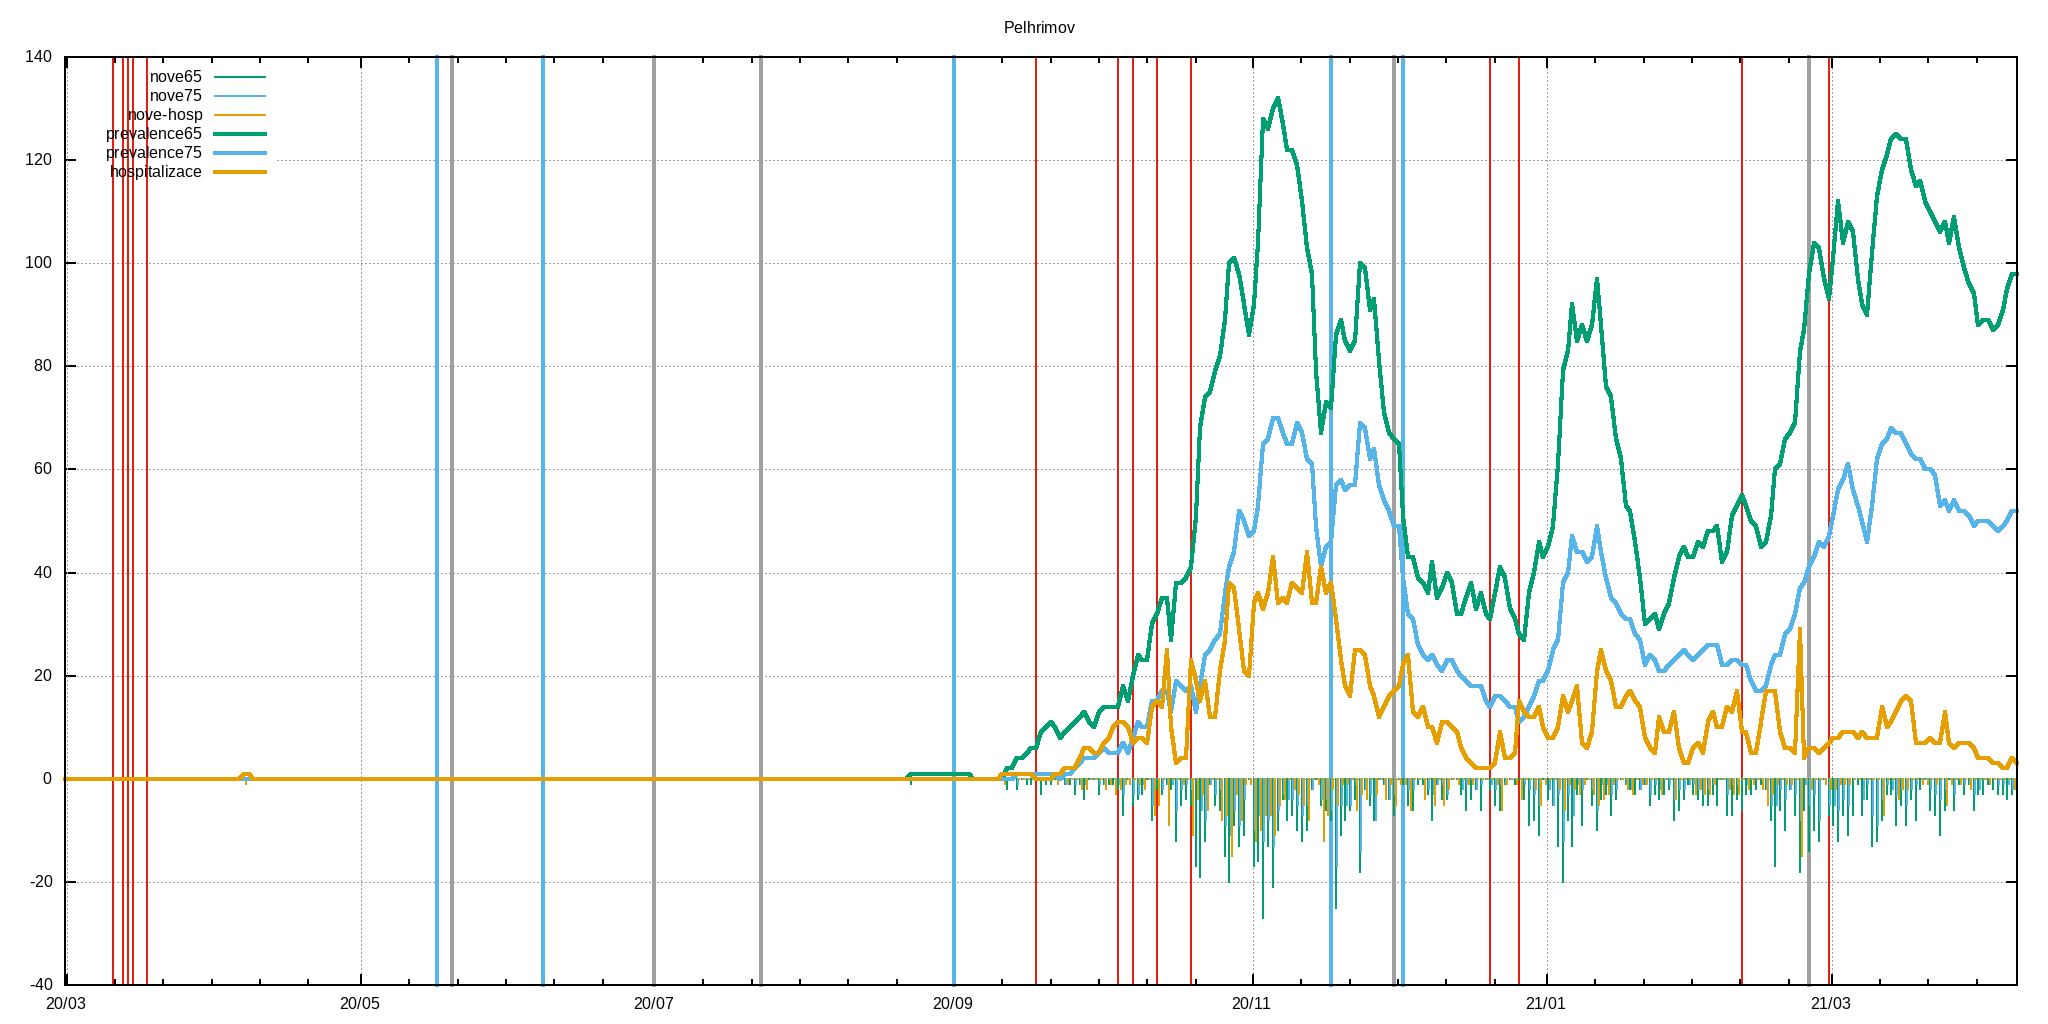 Pelhrimov
140
120
100
80
60
40
20
0
-20
-40
nove65
nove75
nove-hosp
prevalence65
prevalence75
hospitalizace
20/03 20/05 20/07 20/09 20/11 21/01 21/03